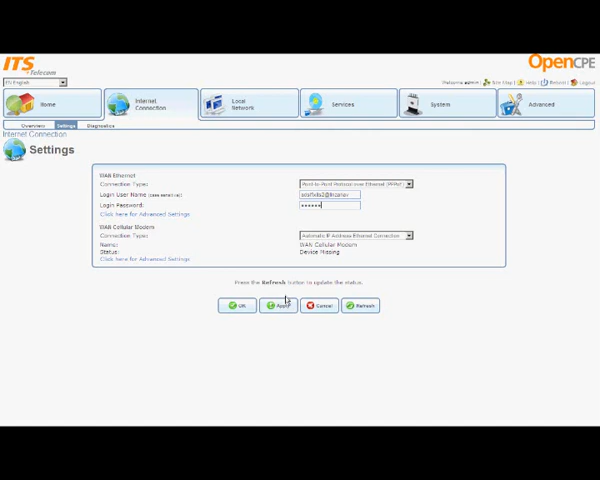 ITS
Telecom
OpenCPE
English
Welcome admin Site Map Help Reboot Logout
Home
Internet
Connection
Local
Network
Services
System
Advanced
Overview Settings Diagnostics
Internet Connection
Settings
WAN Ethernet
Connection Type: Point-to-Point Protocol over Ethernet (PPPoE)
Login User Name (case sensitive):
Login Password: ••••••
Click here for Advanced Settings
WAN Cellular Modem
Connection Type: Automatic IP Address Ethernet Connection
Name: WAN Cellular Modem
Status: Device Missing
Click here for Advanced Settings
Press the Refresh button to update the status.
OK Apply Cancel Refresh